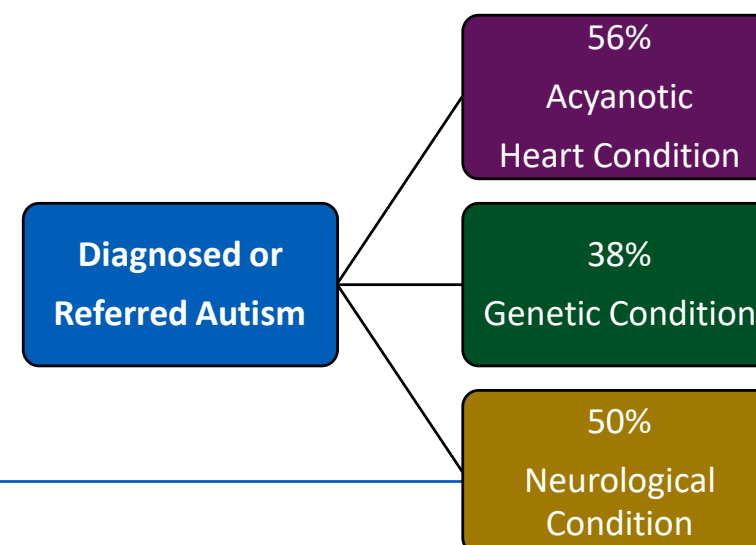 56%
Acyanotic
Heart Condition
Diagnosed or
Referred Autism
38%
Genetic Condition
50%
Neurological
Condition